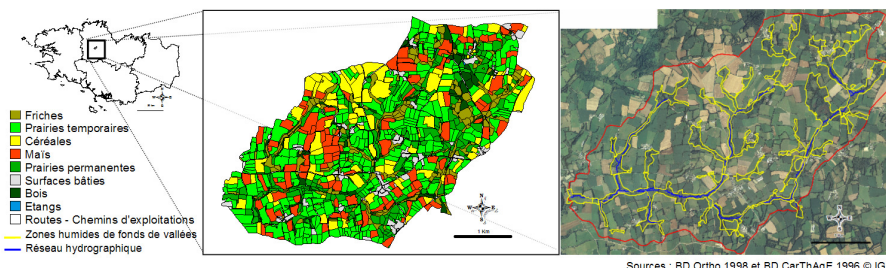 Friches
Prairies temporaires
Céréales
Maïs
Prairies permanentes
Surfaces bâties
Bois
Etangs
Routes - Chemins d'exploitations
Zones humides de fonds de vallées
Réseau hydrographique
N
W E
S
1 Km
Sources : BD Ortho 1998 et BD CarThAgE 1996 © IG